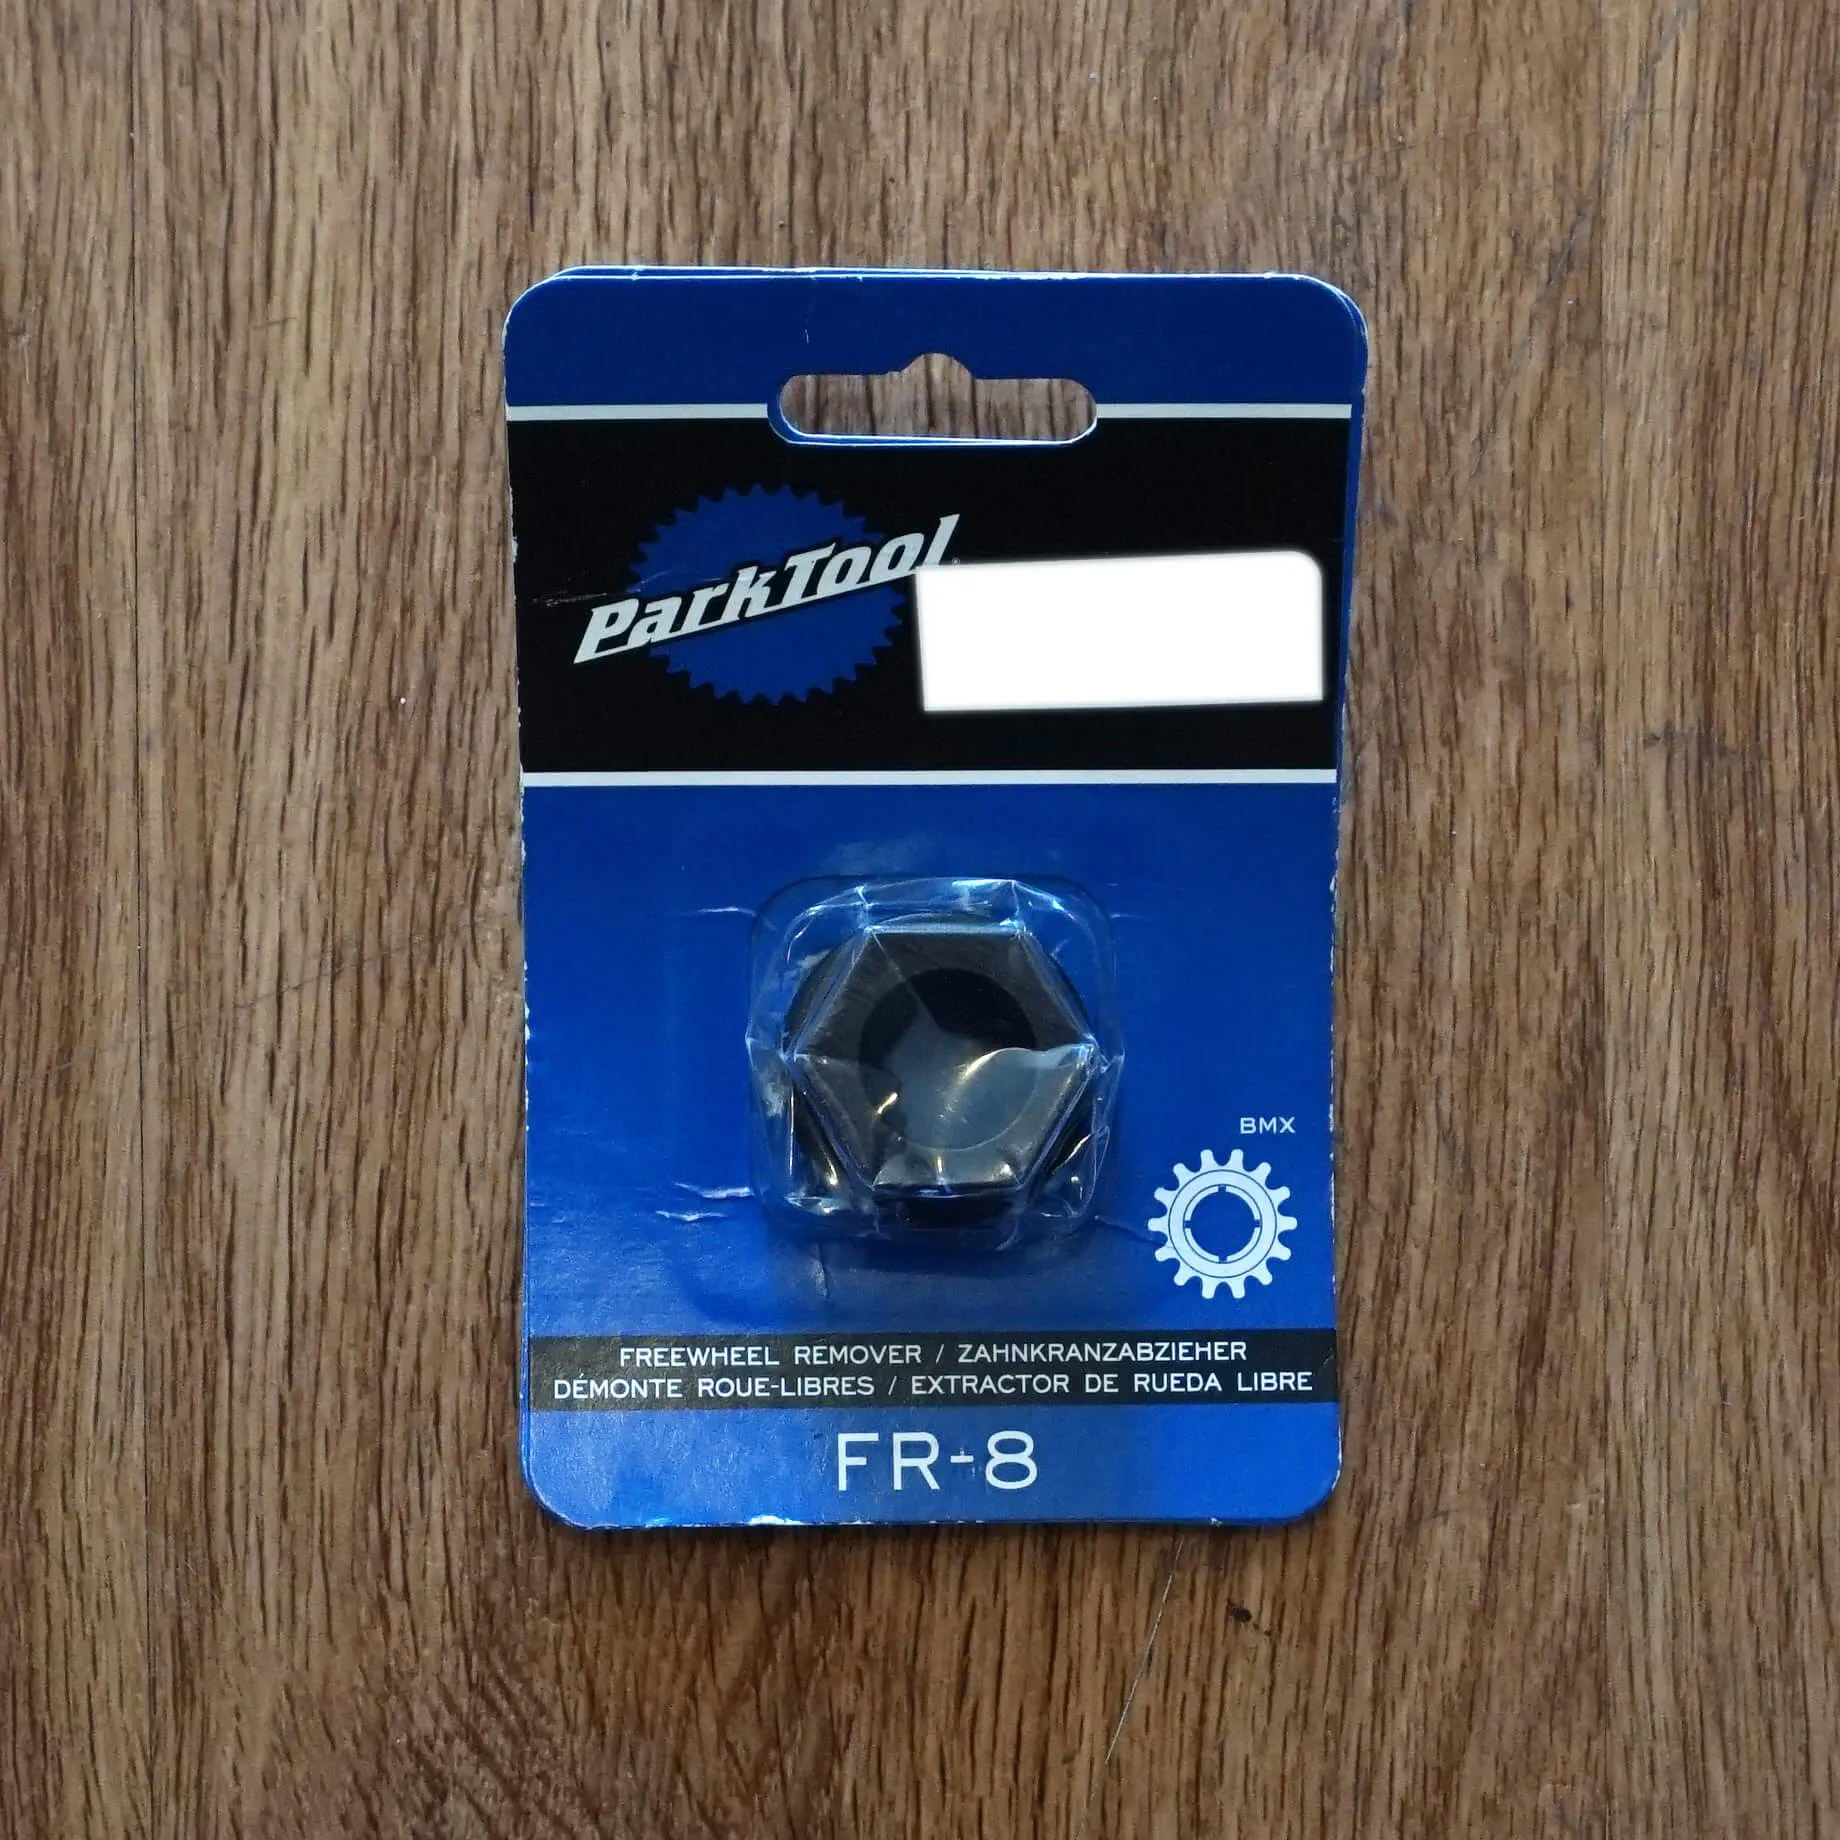 ParkTool
BMX
FREEWHEEL REMOVER / ZAHNKRANZABZIEHER
DÉMONTE ROUE-LIBRES / EXTRACTOR DE RUEDA LIBRE
FR-8